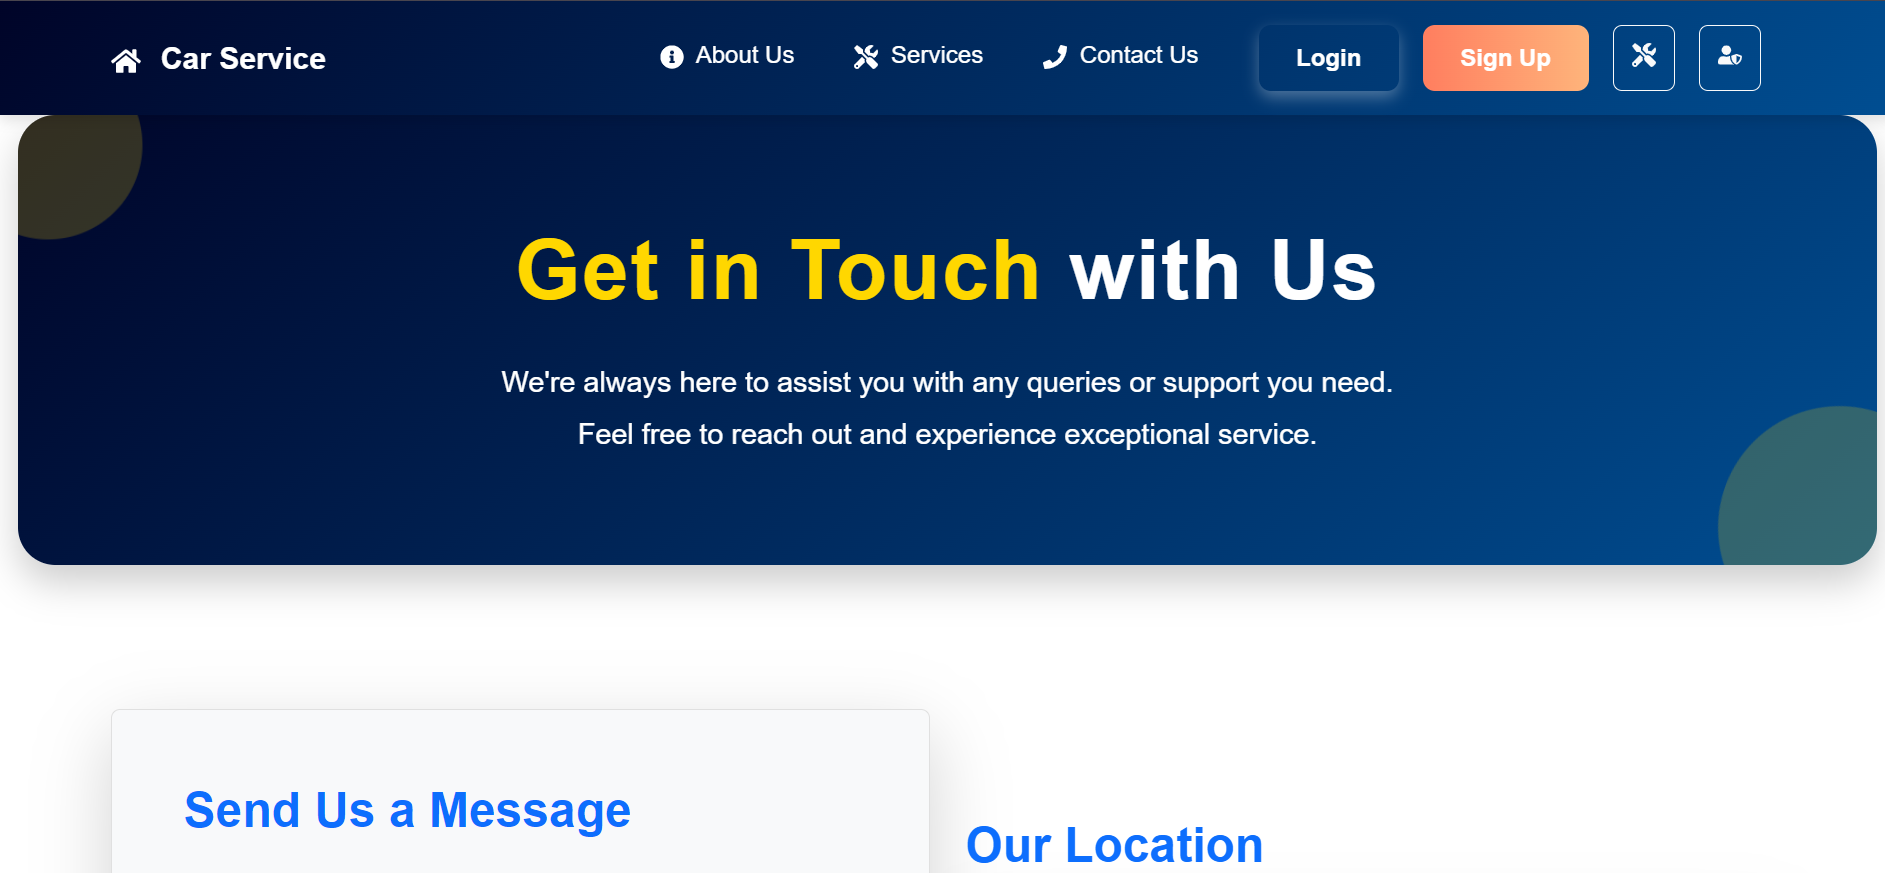 Car Service
About Us
Services
Contact Us
Login
Sign Up
Get in Touch with Us
We're always here to assist you with any queries or support you need.
Feel free to reach out and experience exceptional service.
Send Us a Message
Our Location